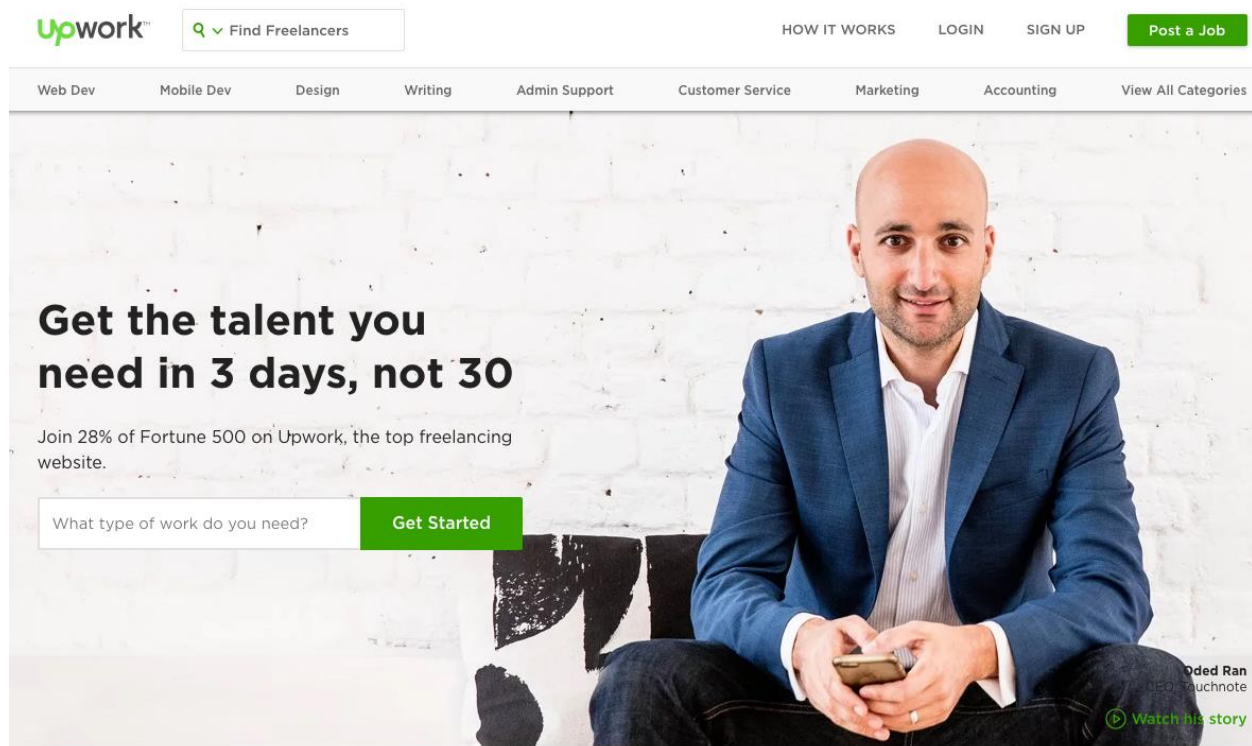 Upwork™
Find Freelancers
HOW IT WORKS
LOGIN
SIGN UP
Post a Job
Web Dev
Mobile Dev
Design
Writing
Admin Support
Customer Service
Marketing
Accounting
View All Categories
Get the talent you
need in 3 days, not 30
Join 28% of Fortune 500 on Upwork, the top freelancing
website.
What type of work do you need?
Get Started
Oded Ran
CEO, Touchnote
Watch his story